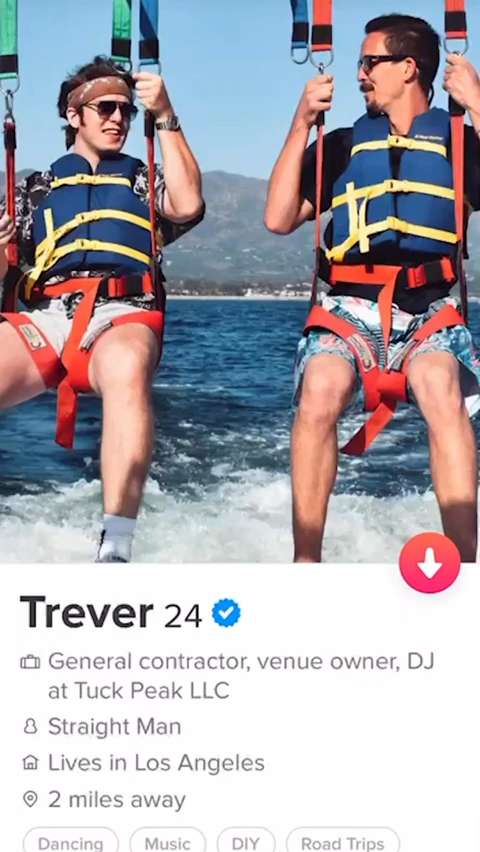 Trever 24
General contractor, venue owner, DJ
at Tuck Peak LLC
Straight Man
Lives in Los Angeles
2 miles away
Dancing Music DIY Road Trips